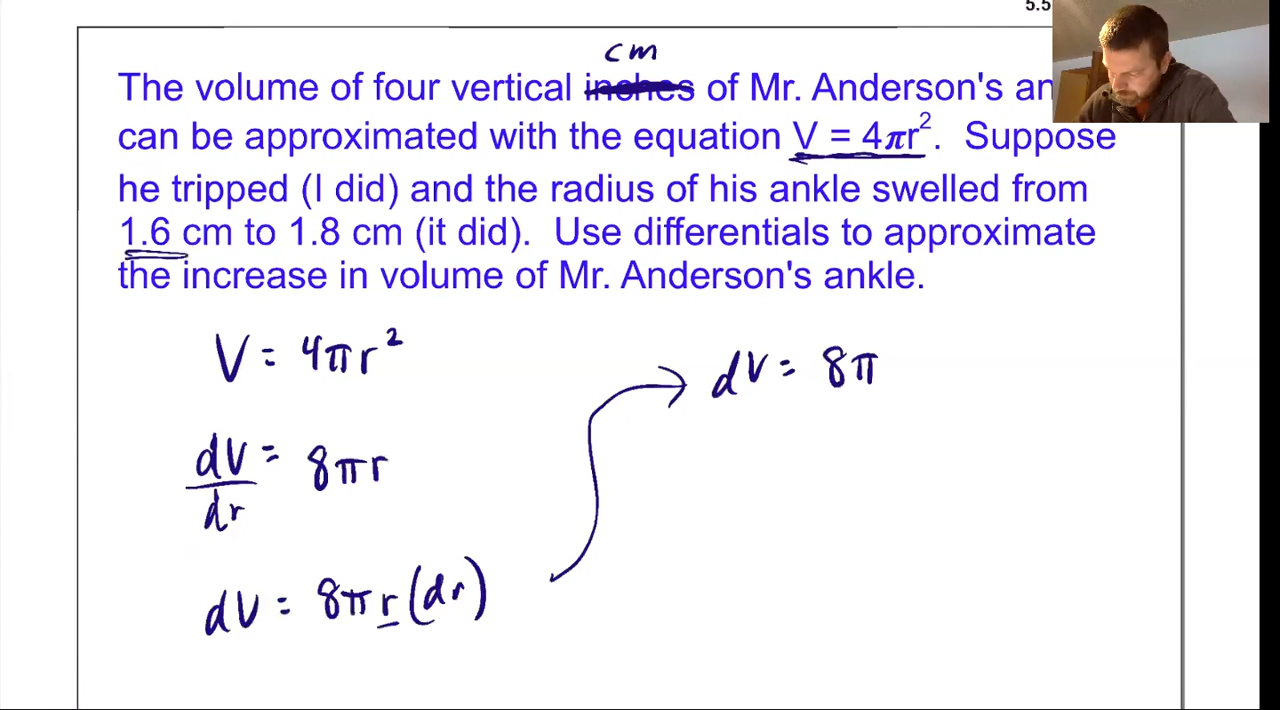 5.5
cm
The volume of four vertical inches of Mr. Anderson's an
can be approximated with the equation V = 4πr². Suppose
he tripped (I did) and the radius of his ankle swelled from
1.6 cm to 1.8 cm (it did). Use differentials to approximate
the increase in volume of Mr. Anderson's ankle.
V = 4πr²
dV/dr = 8πr
dV = 8πr(dr)
dV = 8π